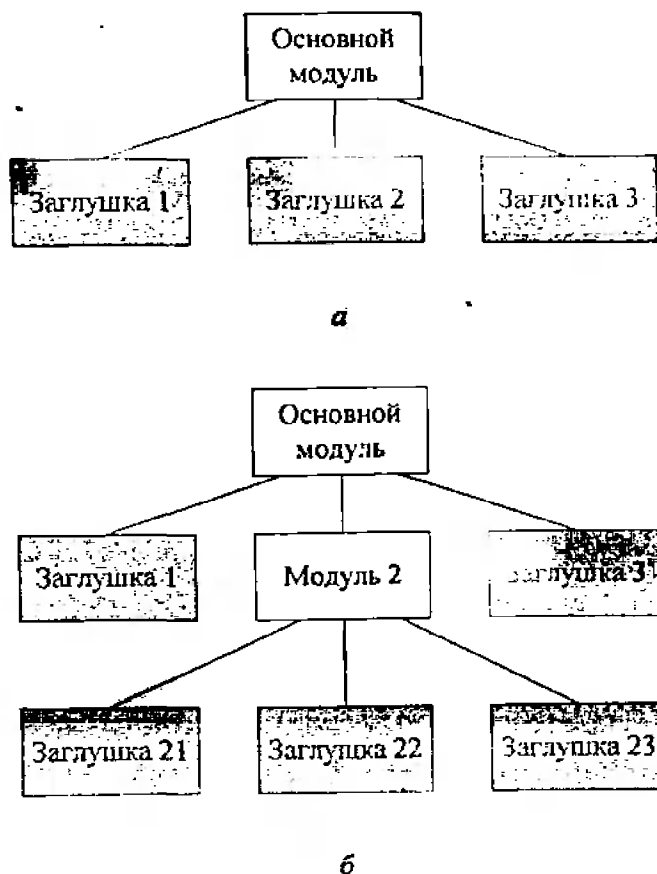 Основной
модуль
Заглушка 1
Заглушка 2
Заглушка 3
а
Основной
модуль
Заглушка 1
Модуль 2
Заглушка 3
Заглушка 21
Заглушка 22
Заглушка 23
б